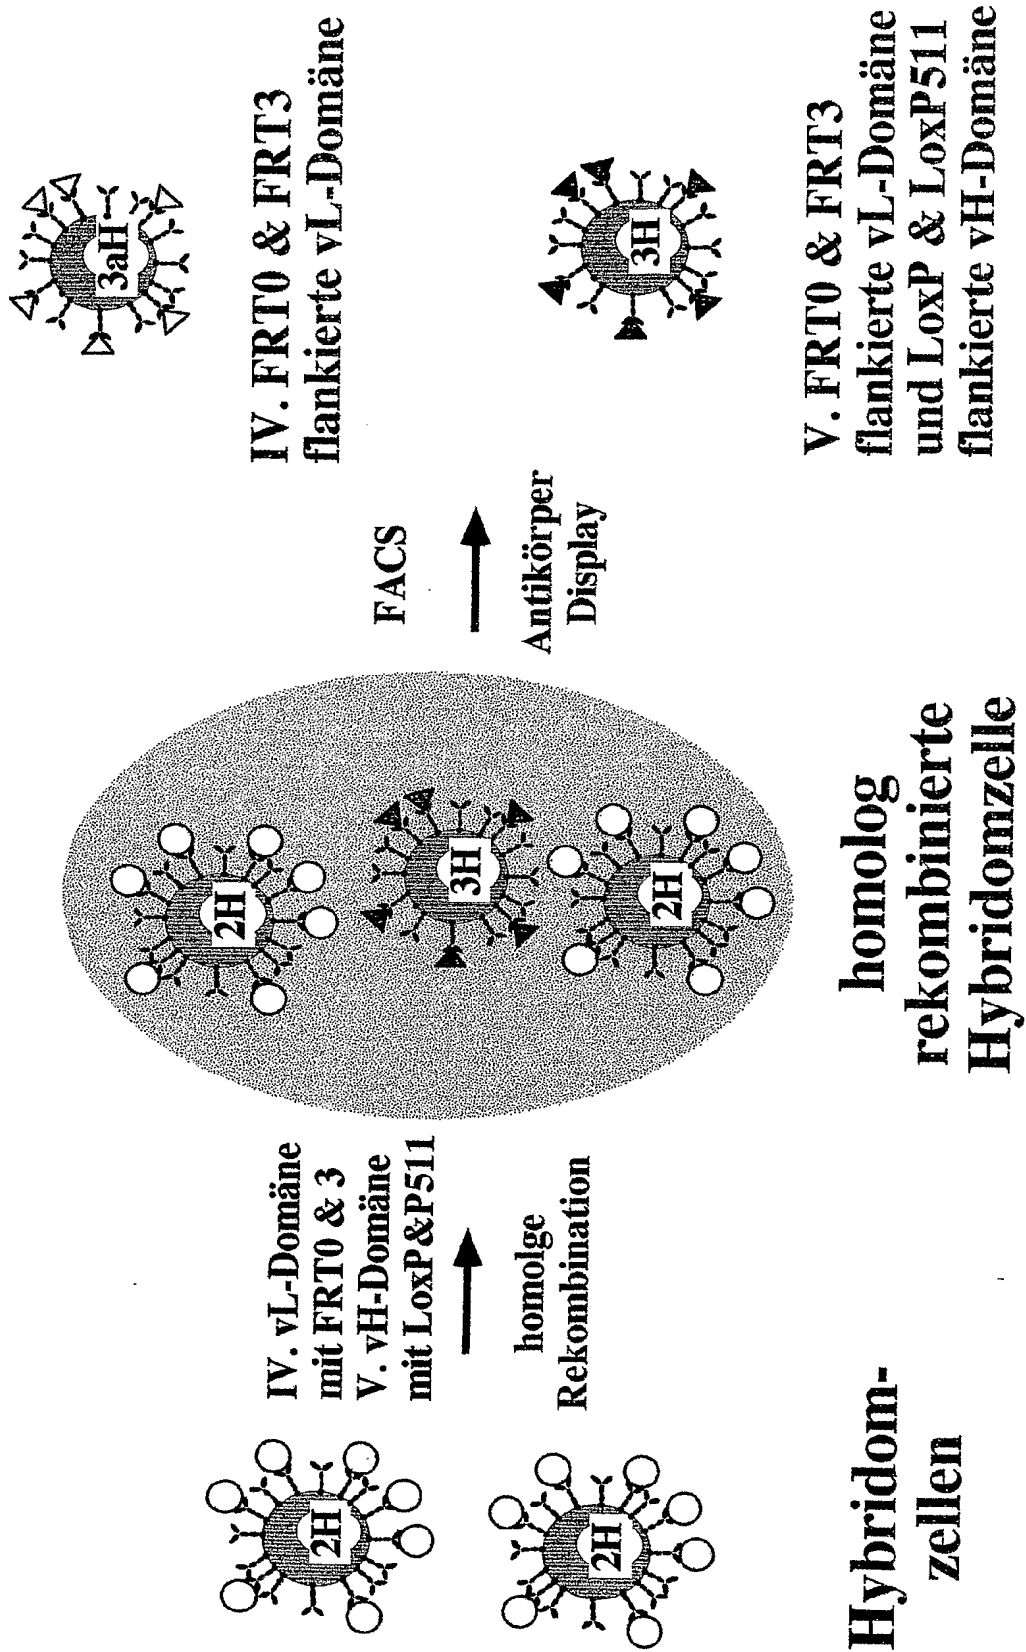 2H
2H
Hybridom-
zellen
IV. vL-Domäne
mit FRT0 & 3
V. vH-Domäne
mit LoxP&P511
homolge
Rekombination
2H
3H
2H
homolog
rekombinierte
Hybridomzelle
FACS
Antikörper
Display
3aH
IV. FRT0 & FRT3
flankierte vL-Domäne
3H
V. FRT0 & FRT3
flankierte vL-Domäne
und LoxP & LoxP511
flankierte vH-Domäne